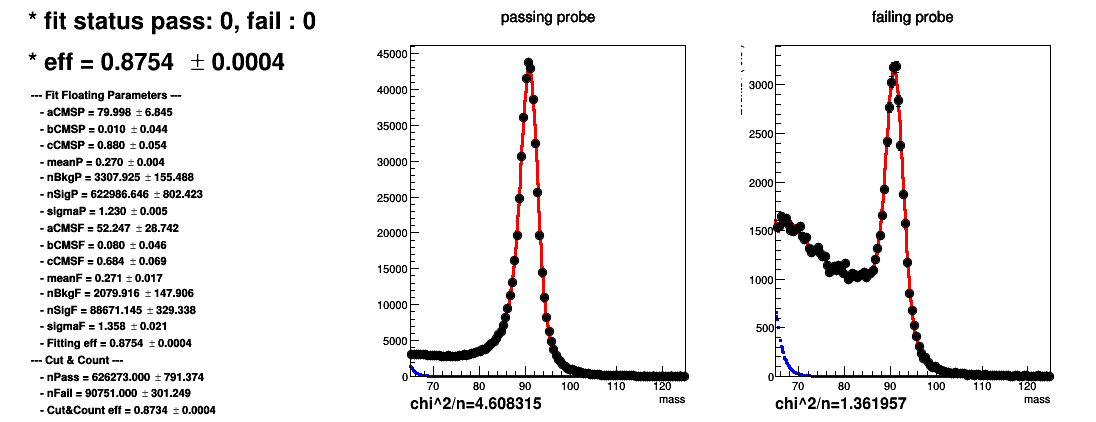 * fit status pass: 0, fail : 0
* eff = 0.8754 ± 0.0004
--- Fit Floating Parameters ---
- aCMSP = 79.998 ± 6.845
- bCMSP = 0.010 ± 0.044
- cCMSP = 0.880 ± 0.054
- meanP = 0.270 ± 0.004
- nBkgP = 3307.925 ± 155.488
- nSigP = 622986.646 ± 802.423
- sigmaP = 1.230 ± 0.005
- aCMSF = 52.247 ± 28.742
- bCMSF = 0.080 ± 0.046
- cCMSF = 0.684 ± 0.069
- meanF = 0.271 ± 0.017
- nBkgF = 2079.916 ± 147.906
- nSigF = 88671.145 ± 329.338
- sigmaF = 1.358 ± 0.021
- Fitting eff = 0.8754 ± 0.0004
--- Cut & Count ---
- nPass = 626273.000 ± 791.374
- nFail = 90751.000 ± 301.249
- Cut&Count eff = 0.8734 ± 0.0004
passing probe
45000
40000
35000
30000
25000
20000
15000
10000
5000
0
70 80 90 100 110 120
mass
chi^2/n=4.608315
failing probe
3000
2500
2000
1500
1000
500
0
70 80 90 100 110 120
mass
chi^2/n=1.361957